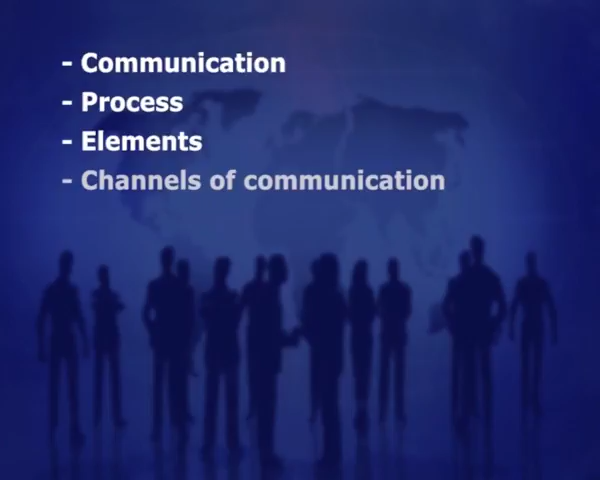 - Communication
- Process
- Elements
- Channels of communication